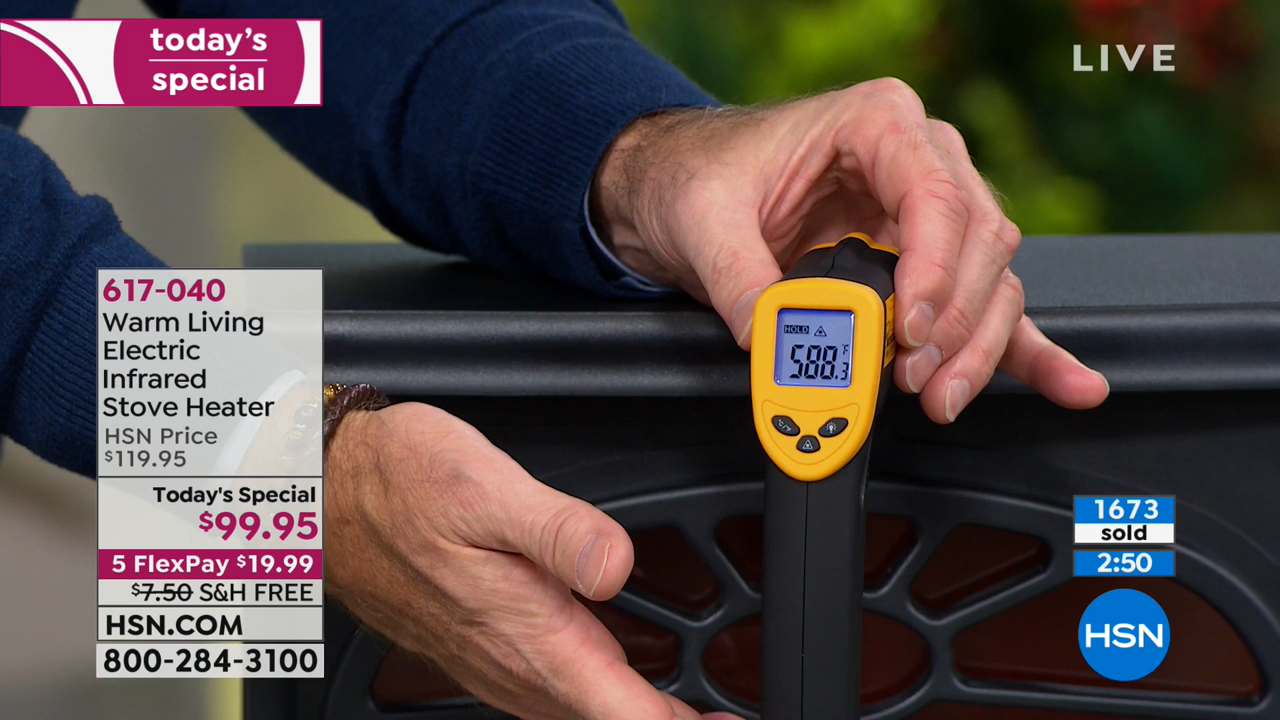 today's
special
LIVE
617-040
Warm Living
Electric
Infrared
Stove Heater
HSN Price
$119.95
Today's Special
$99.95
5 FlexPay $19.99
$7.50 S&H FREE
HSN.COM
800-284-3100
HOLD
588.3
°F
1673
sold
2:50
HSN